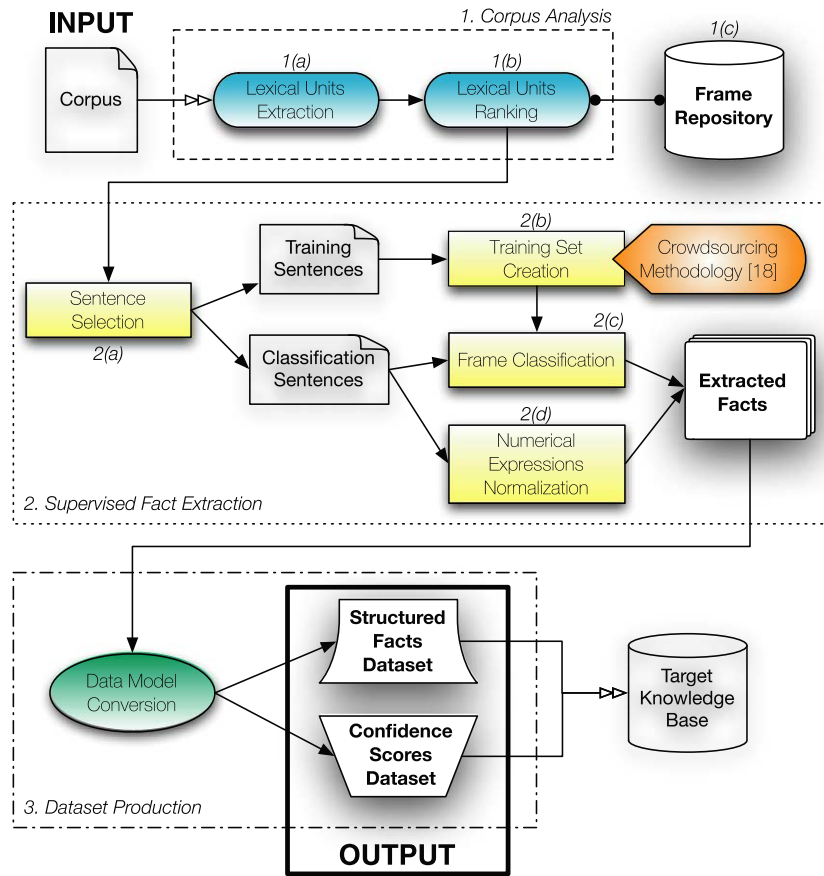 INPUT
1. Corpus Analysis
1(a)
1(b)
1(c)
Corpus
Lexical Units
Extraction
Lexical Units
Ranking
Frame
Repository
2(b)
Training
Sentences
Training Set
Creation
Crowdsourcing
Methodology [18]
Sentence
Selection
2(a)
2(c)
Classification
Sentences
Frame Classification
Extracted
Facts
2(d)
Numerical
Expressions
Normalization
2. Supervised Fact Extraction
Structured
Facts
Dataset
Data Model
Conversion
Target
Knowledge
Base
Confidence
Scores
Dataset
3. Dataset Production
OUTPUT